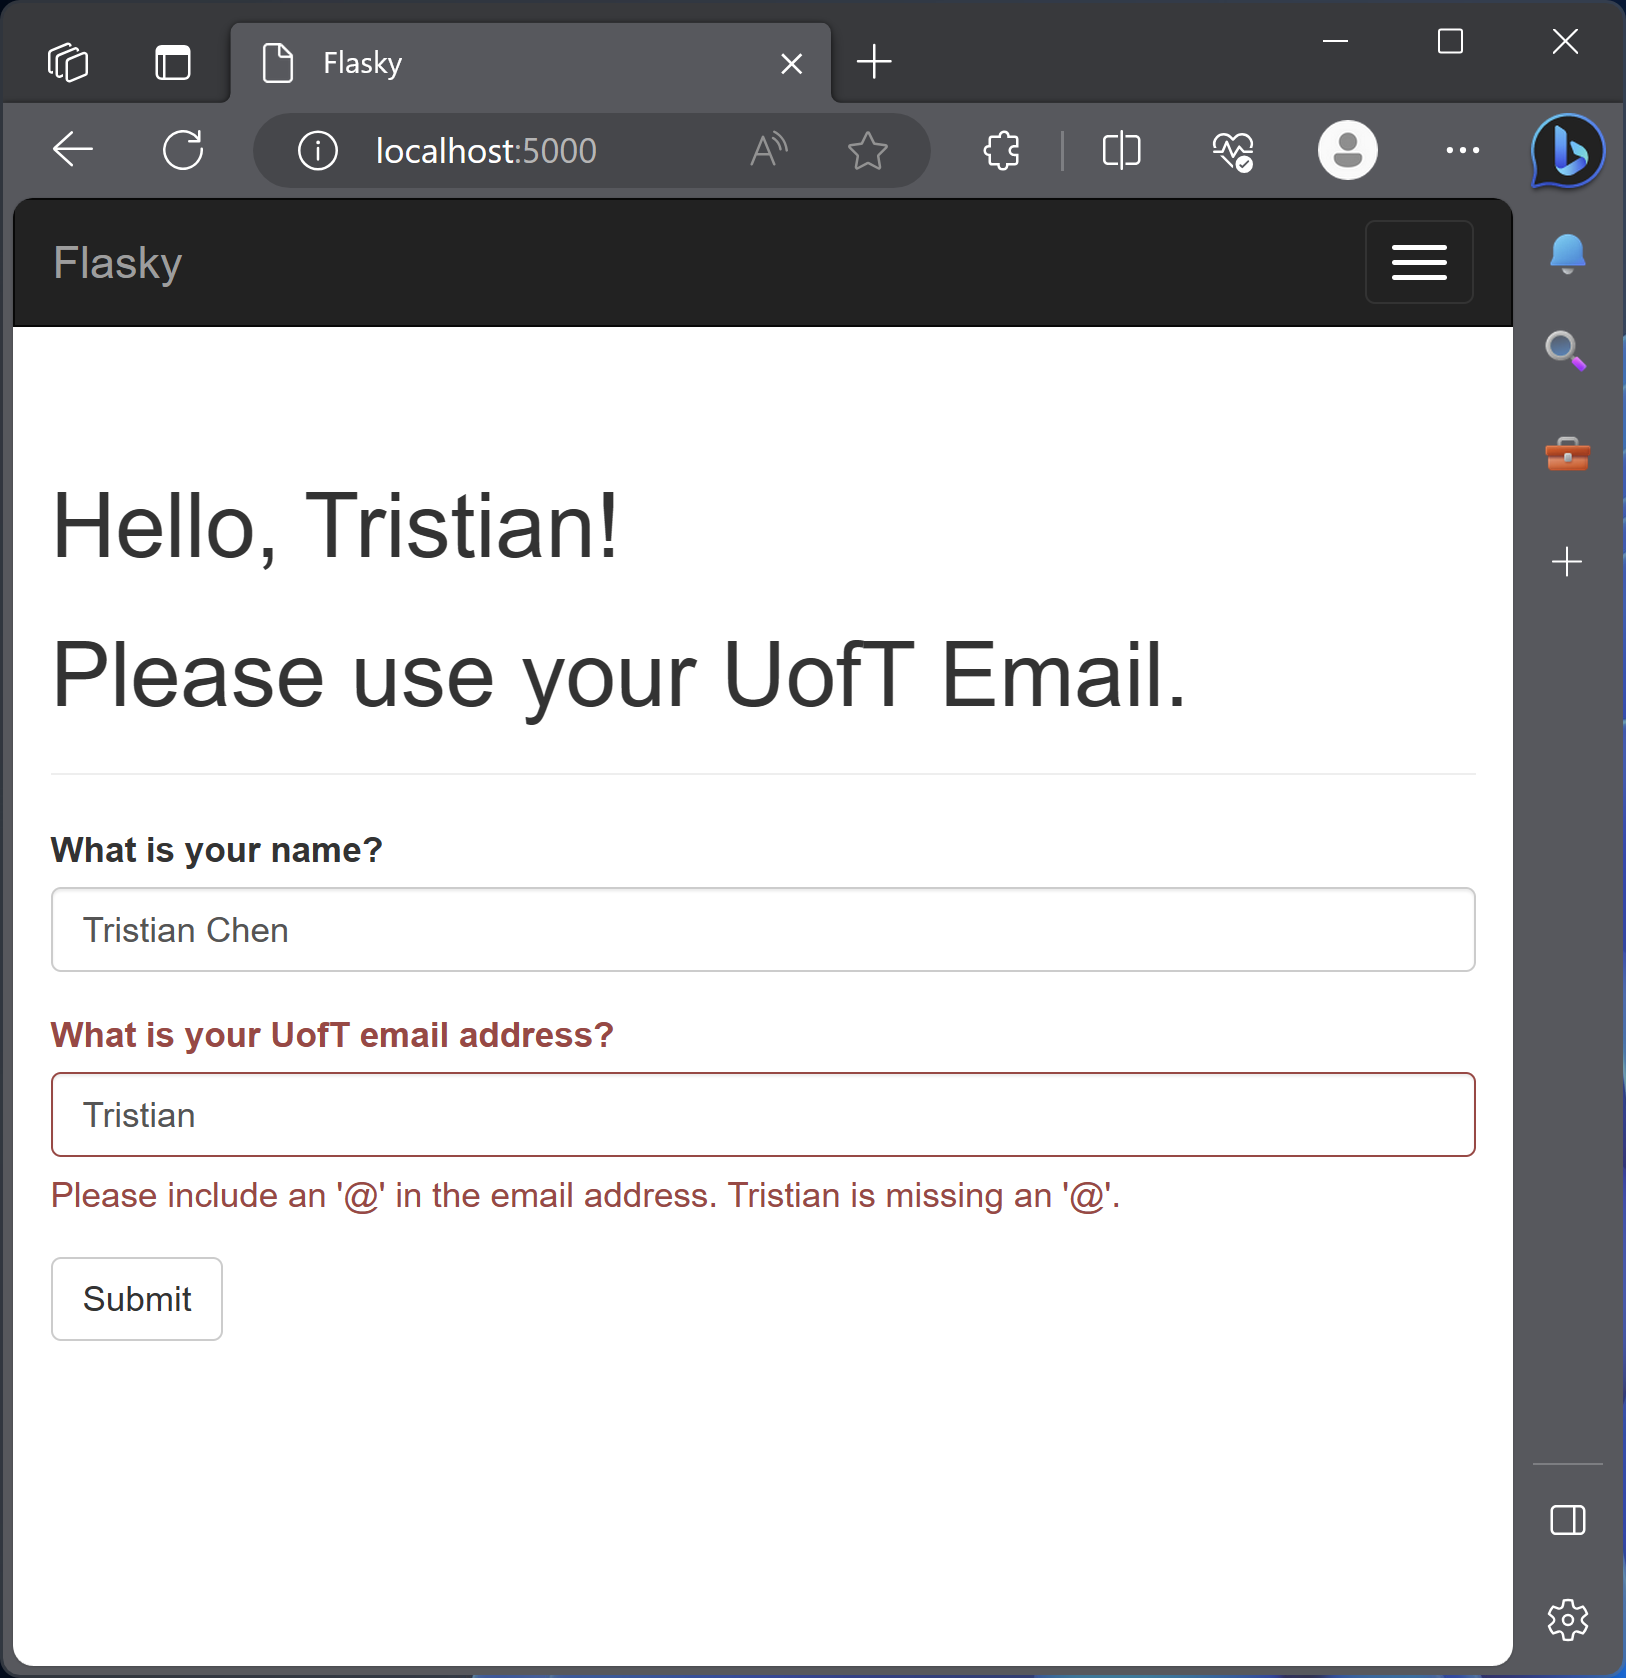 Flasky
localhost:5000
Flasky
Hello, Tristian!
Please use your UofT Email.
What is your name?
Tristian Chen
What is your UofT email address?
Tristian
Please include an '@' in the email address. Tristian is missing an '@'.
Submit